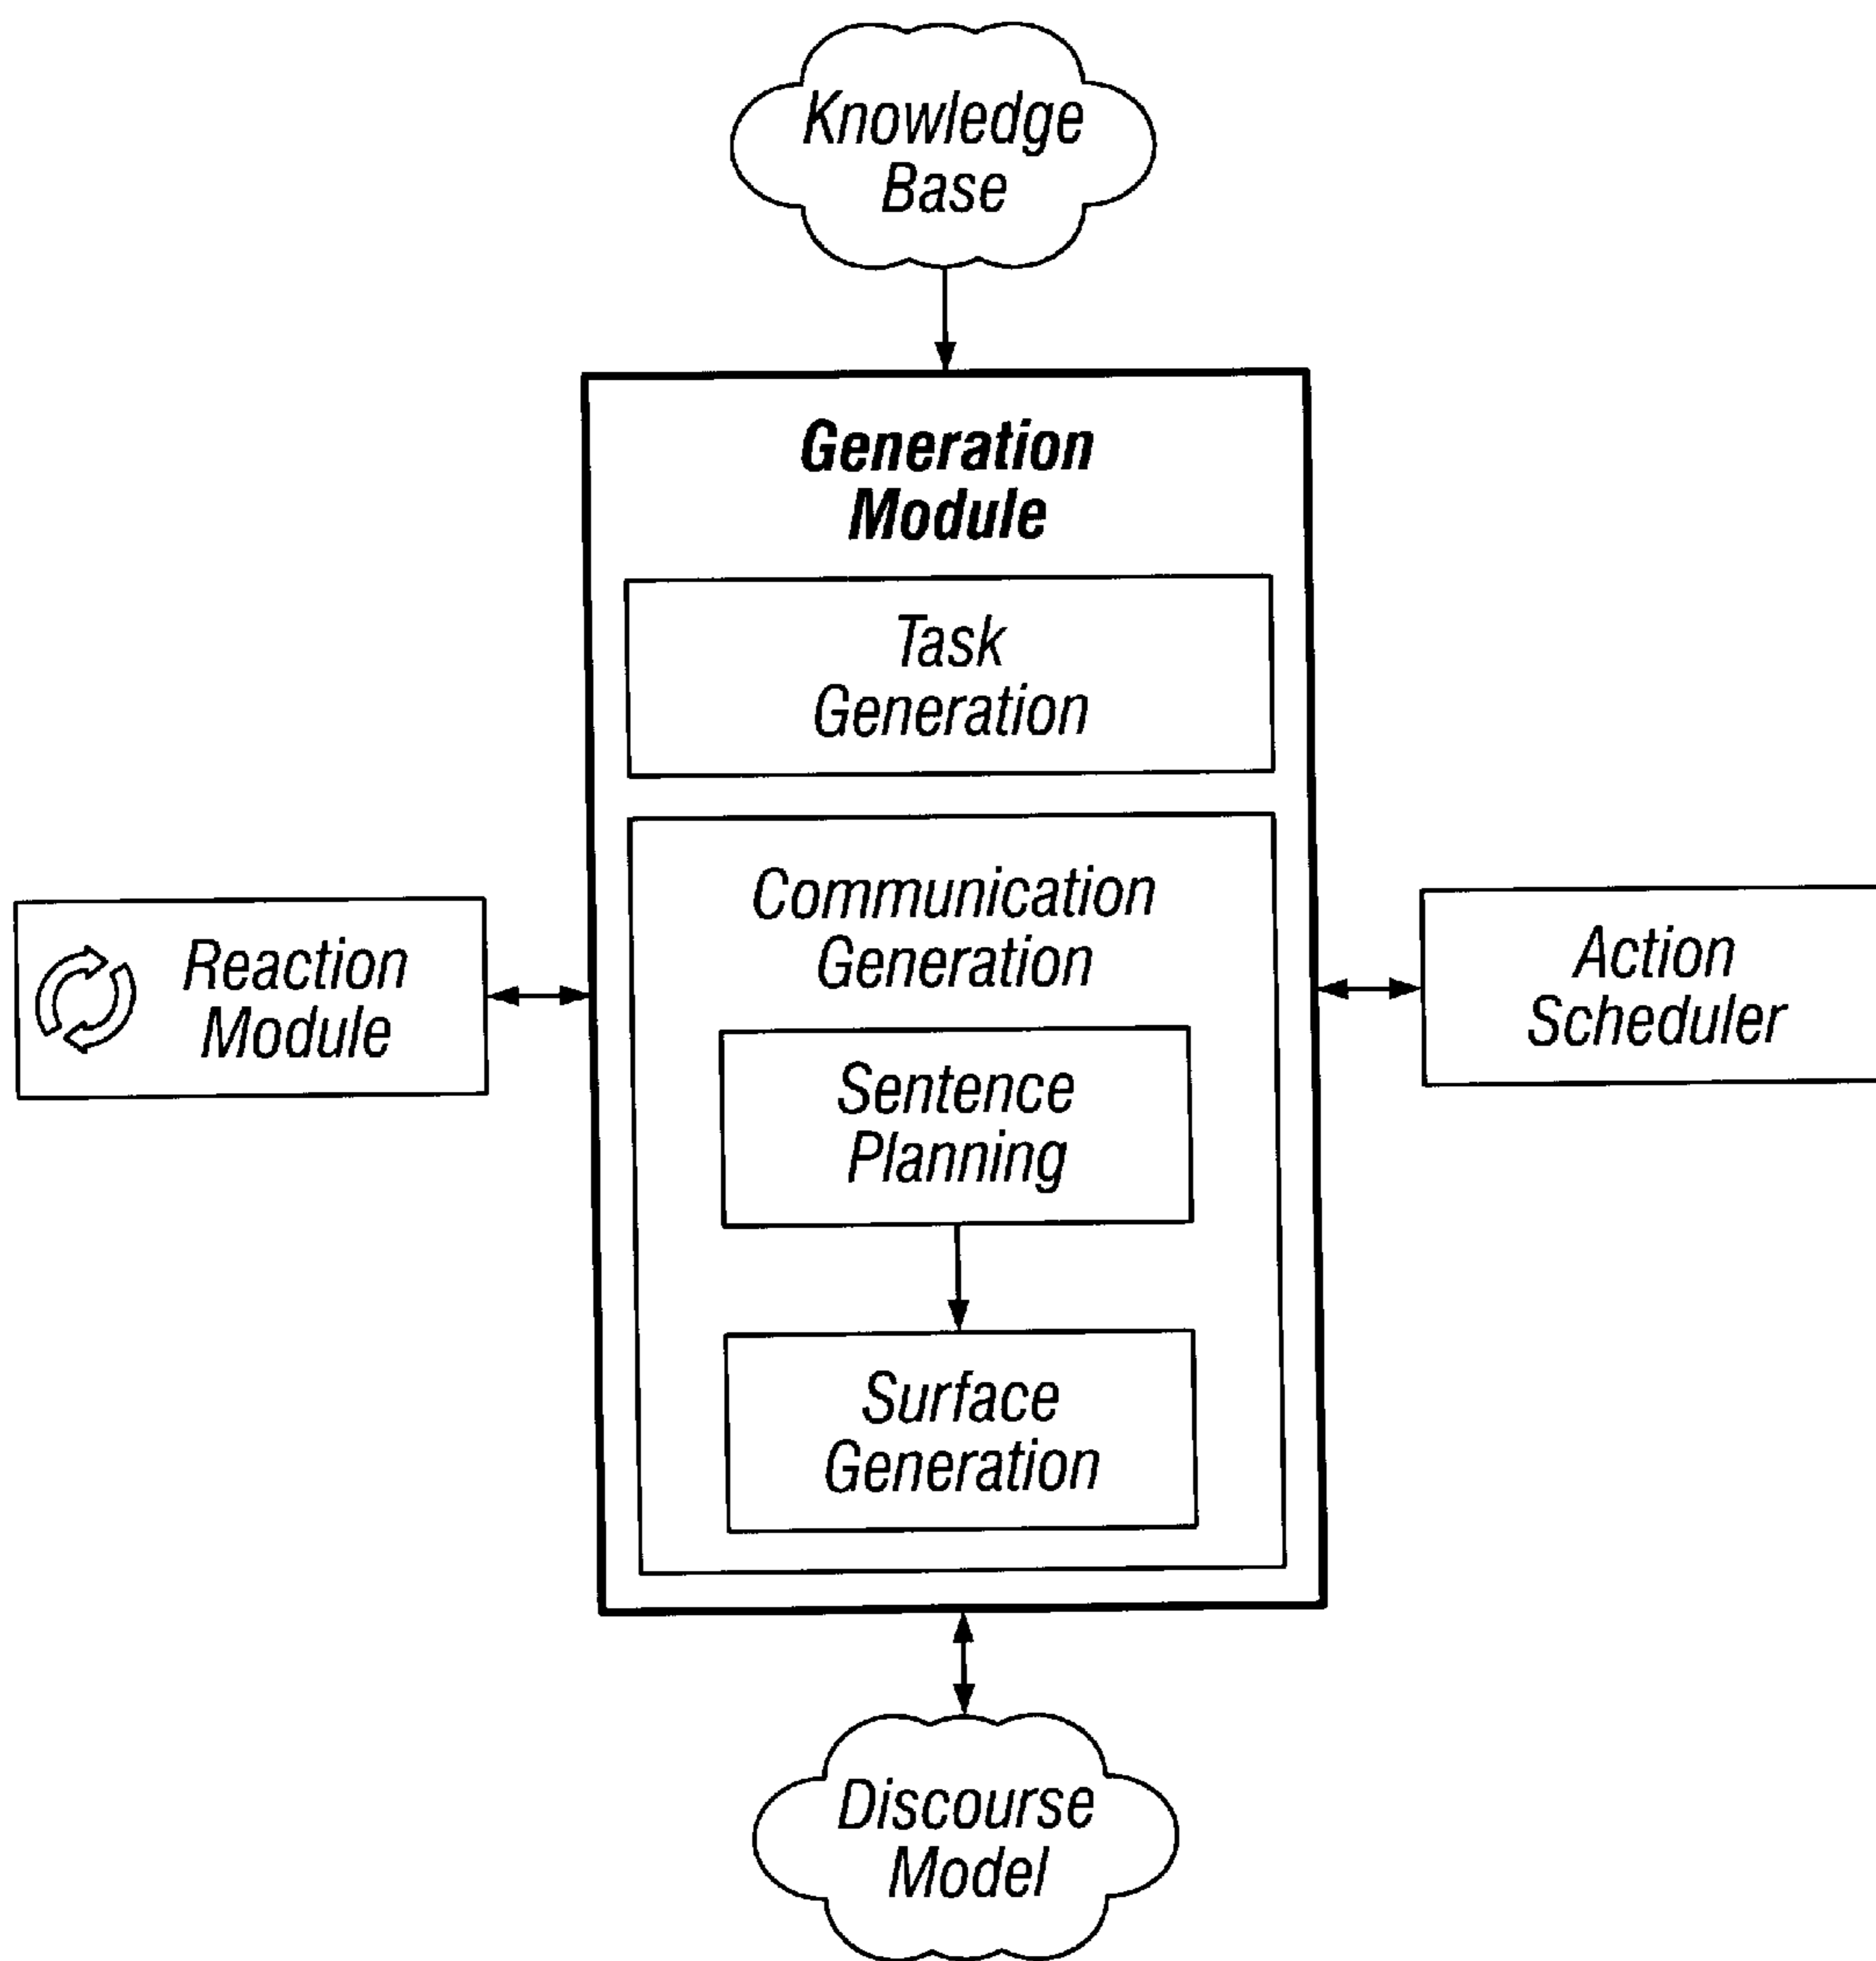 Knowledge
Base
Generation
Module
Task
Generation
Communication
Generation
Reaction
Module
Action
Scheduler
Sentence
Planning
Surface
Generation
Discourse
Model